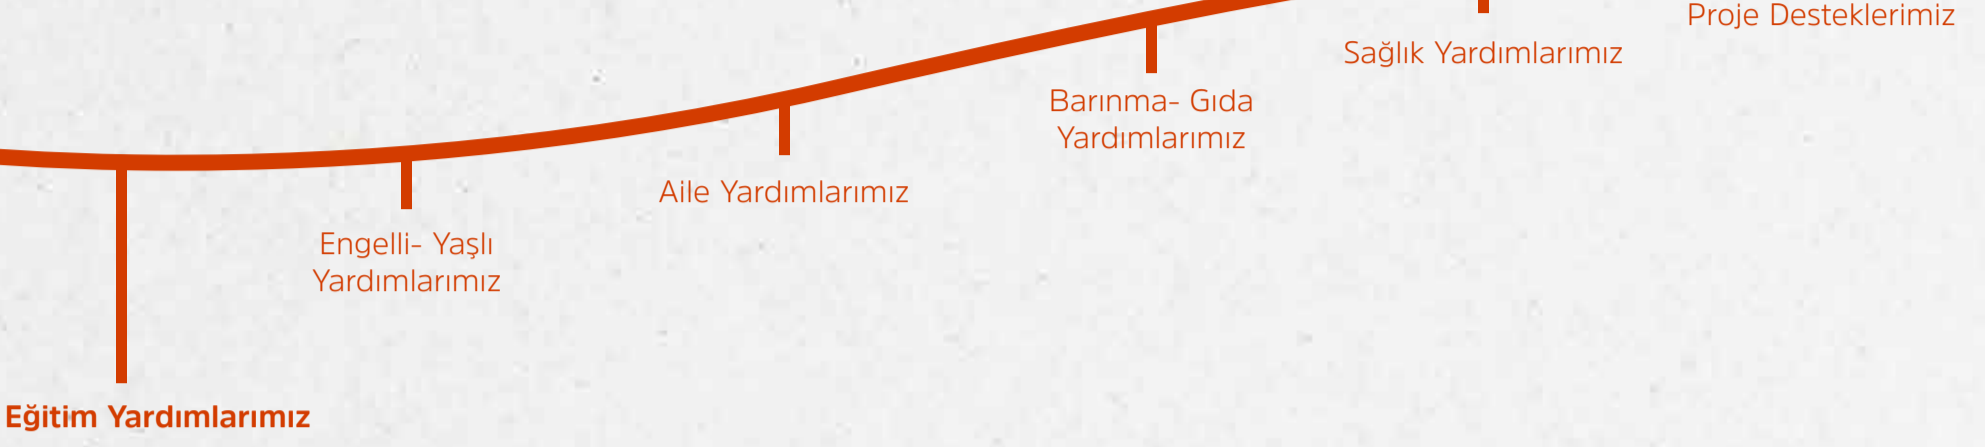 Eğitim Yardımlarımız
Engelli- Yaşlı
Yardımlarımız
Aile Yardımlarımız
Barınma- Gıda
Yardımlarımız
Sağlık Yardımlarımız
Proje Desteklerimiz